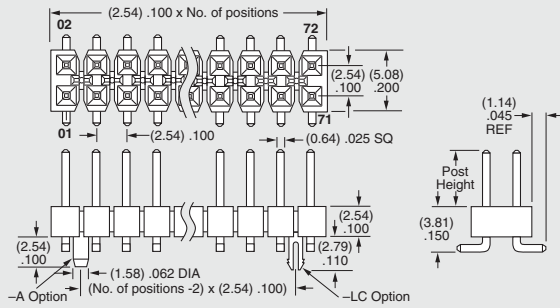 (2.54) .100 x No. of positions
02
72
(2.54)
.100
(5.08)
.200
01
(2.54) .100
71
(0.64) .025 SQ
(1.14)
.045
REF
Post
Height
(2.54)
.100
(3.81)
.150
(2.54)
.100
(2.79)
.110
(1.58) .062 DIA
–A Option
(No. of positions -2) x (2.54) .100)
–LC Option